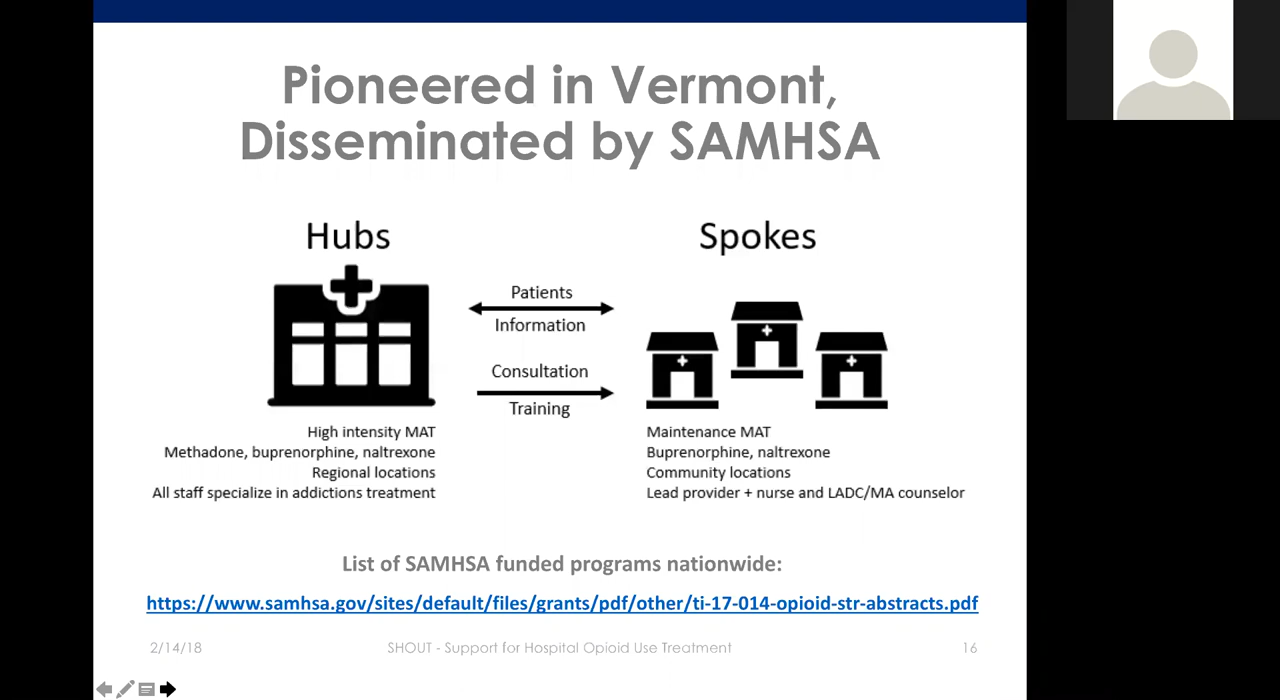 Pioneered in Vermont,
Disseminated by SAMHSA
Hubs
Spokes
Patients
Information
Consultation
Training
High intensity MAT
Methadone, buprenorphine, naltrexone
Regional locations
All staff specialize in addictions treatment
Maintenance MAT
Buprenorphine, naltrexone
Community locations
Lead provider + nurse and LADC/MA counselor
List of SAMHSA funded programs nationwide:
https://www.samhsa.gov/sites/default/files/grants/pdf/other/ti-17-014-opioid-str-abstracts.pdf
2/14/18
SHOUT - Support for Hospital Opioid Use Treatment
16